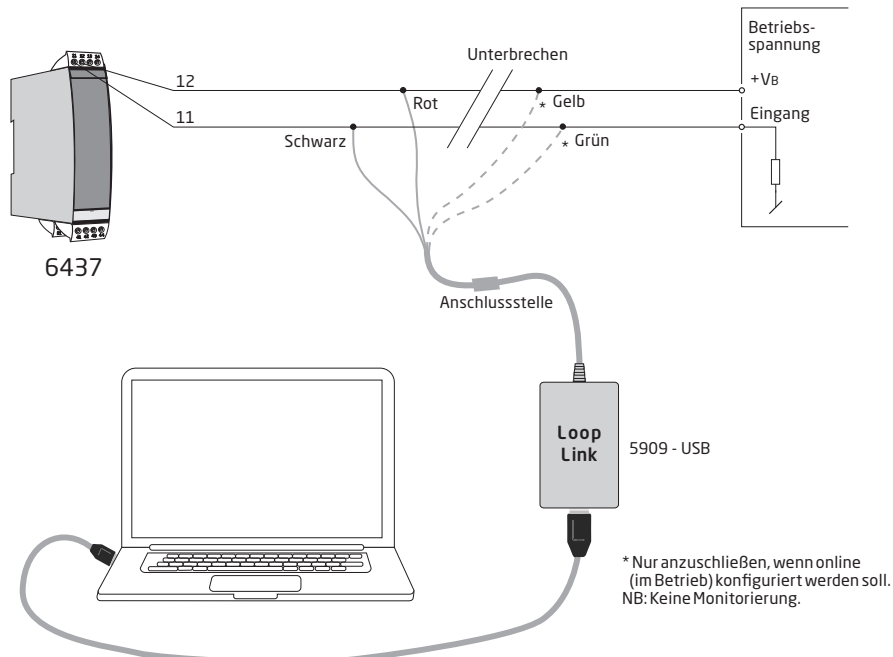 Betriebs-
spannung
Unterbrechen
+VB
12
Rot
* Gelb
Eingang
11
Schwarz
* Grün
6437
Anschlussstelle
Loop
Link
5909 - USB
* Nur anzuschließen, wenn online
(im Betrieb) konfiguriert werden soll.
NB: Keine Monitorierung.